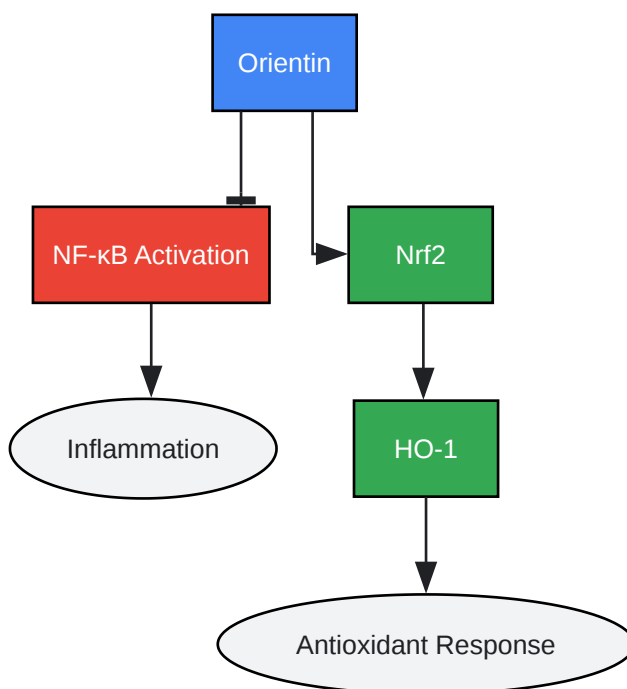 Orientin
NF-κB Activation
Nrf2
Inflammation
HO-1
Antioxidant Response